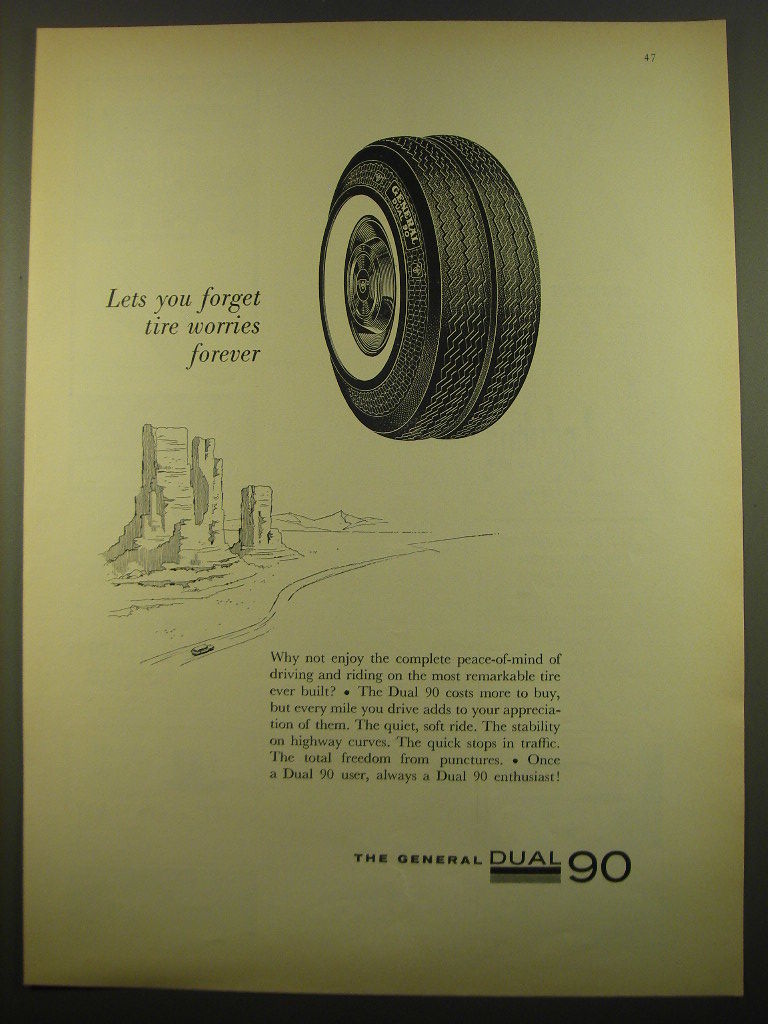 47
GENERAL
DUAL 90
Lets you forget
tire worries
forever
Why not enjoy the complete peace-of-mind of
driving and riding on the most remarkable tire
ever built? • The Dual 90 costs more to buy,
but every mile you drive adds to your apprecia-
tion of them. The quiet, soft ride. The stability
on highway curves. The quick stops in traffic.
The total freedom from punctures. • Once
a Dual 90 user, always a Dual 90 enthusiast!
THE GENERAL DUAL 90